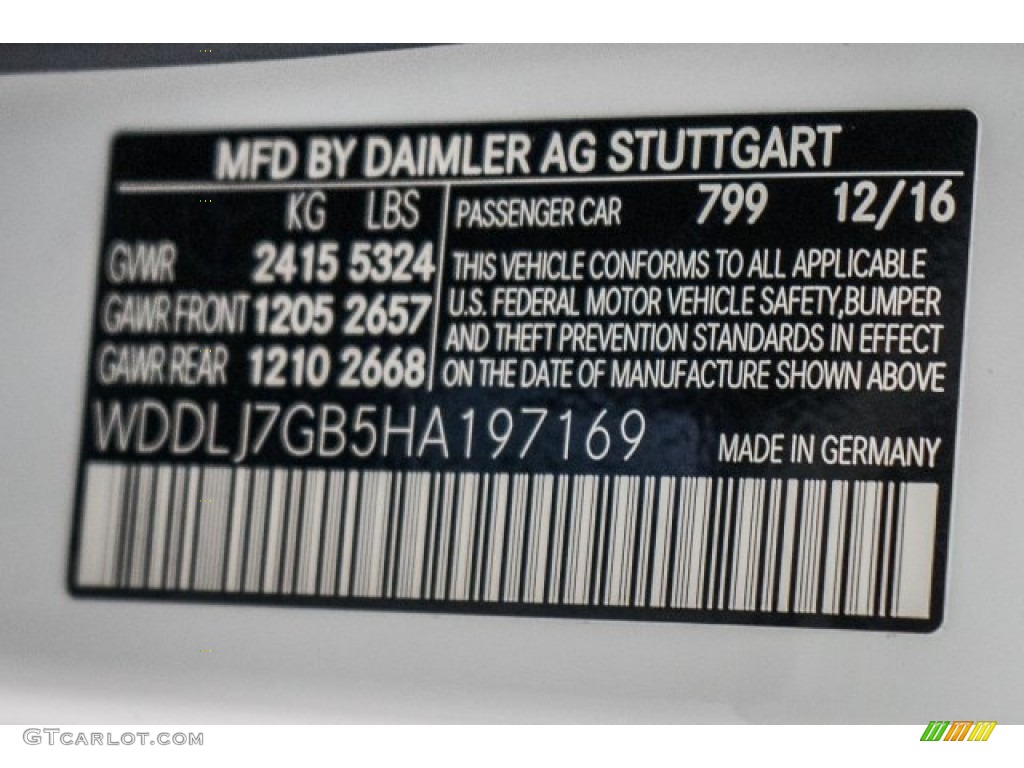 MFD BY DAIMLER AG STUTTGART
KG LBS
GVWR 2415 5324
GAWR FRONT 1205 2657
GAWR REAR 1210 2668
PASSENGER CAR 799 12/16
THIS VEHICLE CONFORMS TO ALL APPLICABLE
U.S. FEDERAL MOTOR VEHICLE SAFETY, BUMPER
AND THEFT PREVENTION STANDARDS IN EFFECT
ON THE DATE OF MANUFACTURE SHOWN ABOVE
WDDLJ7GB5HA197169 MADE IN GERMANY
GTCARLOT.COM